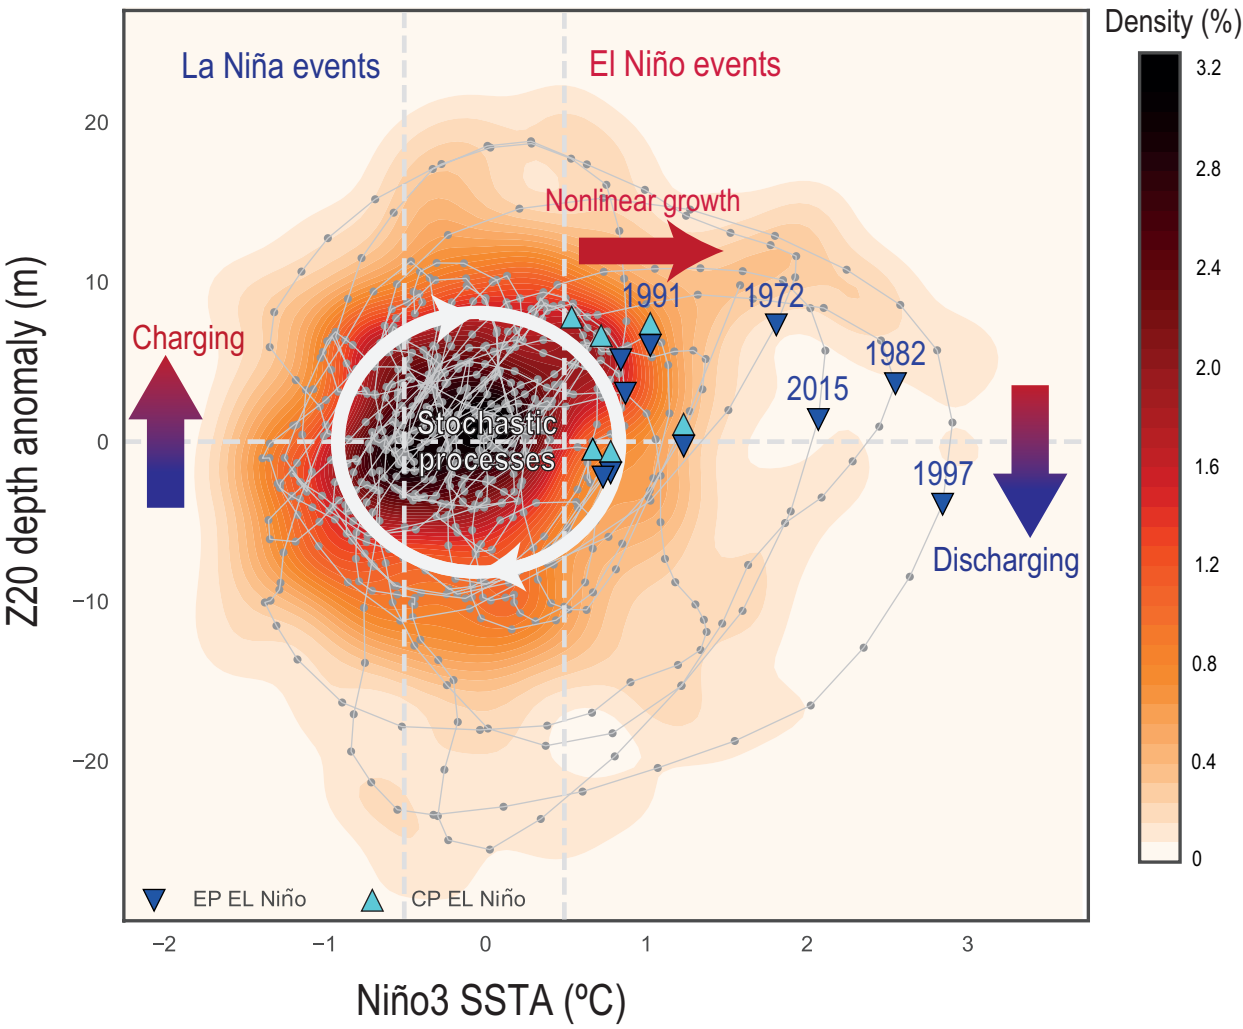 Density (%)
La Niña events
El Niño events
3.2
2.8
2.4
2.0
1.6
1.2
0.8
0.4
0
20
10
0
−10
−20
Z20 depth anomaly (m)
Nonlinear growth
Charging
1991
1972
1982
2015
1997
Stochastic
processes
Discharging
EP EL Niño
CP EL Niño
−2
−1
0
1
2
3
Niño3 SSTA (ºC)